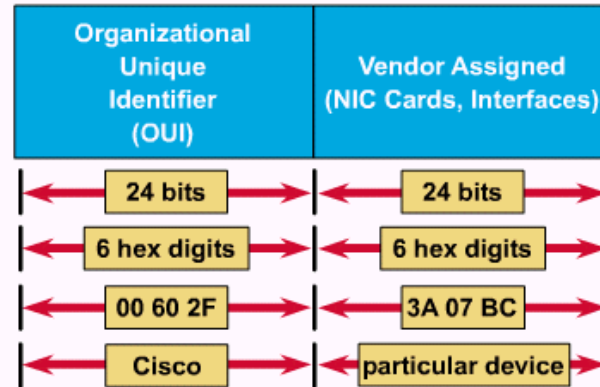 Organizational
Unique
Identifier
(OUI)
Vendor Assigned
(NIC Cards, Interfaces)
24 bits
24 bits
6 hex digits
6 hex digits
00 60 2F
3A 07 BC
Cisco
particular device